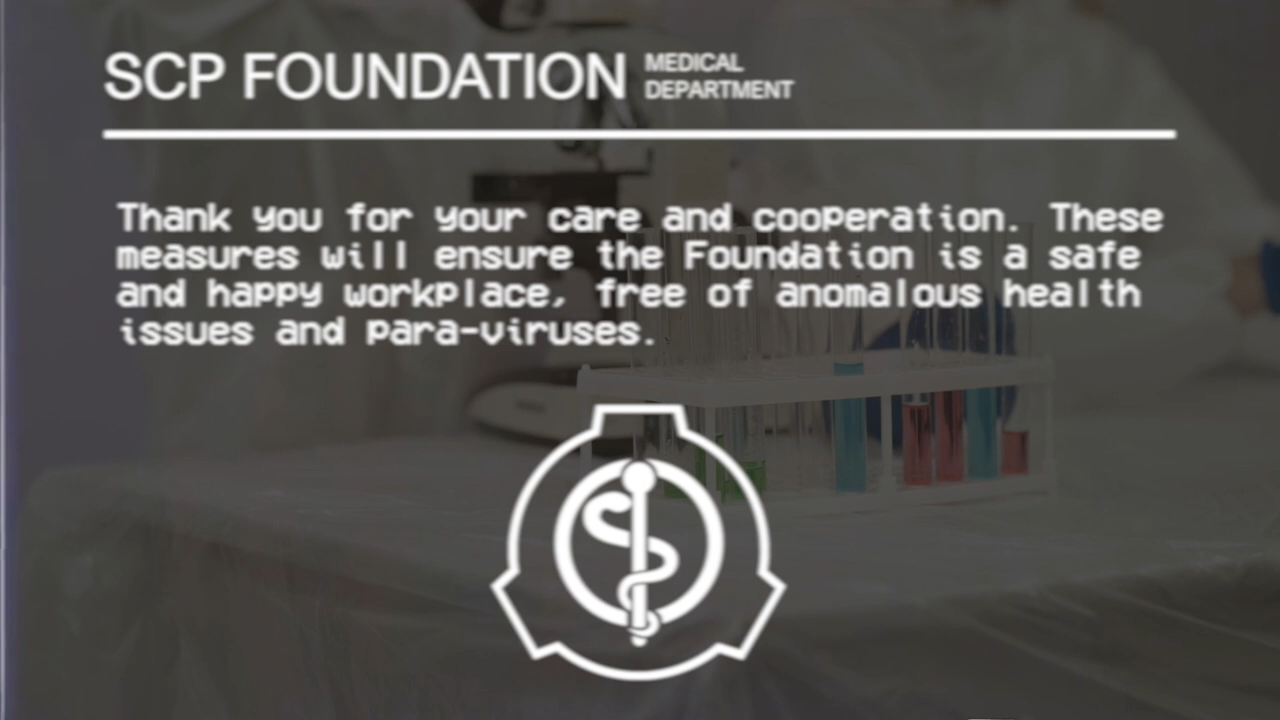 SCP FOUNDATION MEDICAL DEPARTMENT
Thank you for your care and cooperation. These
measures will ensure the Foundation is a safe
and happy workplace, free of anomalous health
issues and para-viruses.